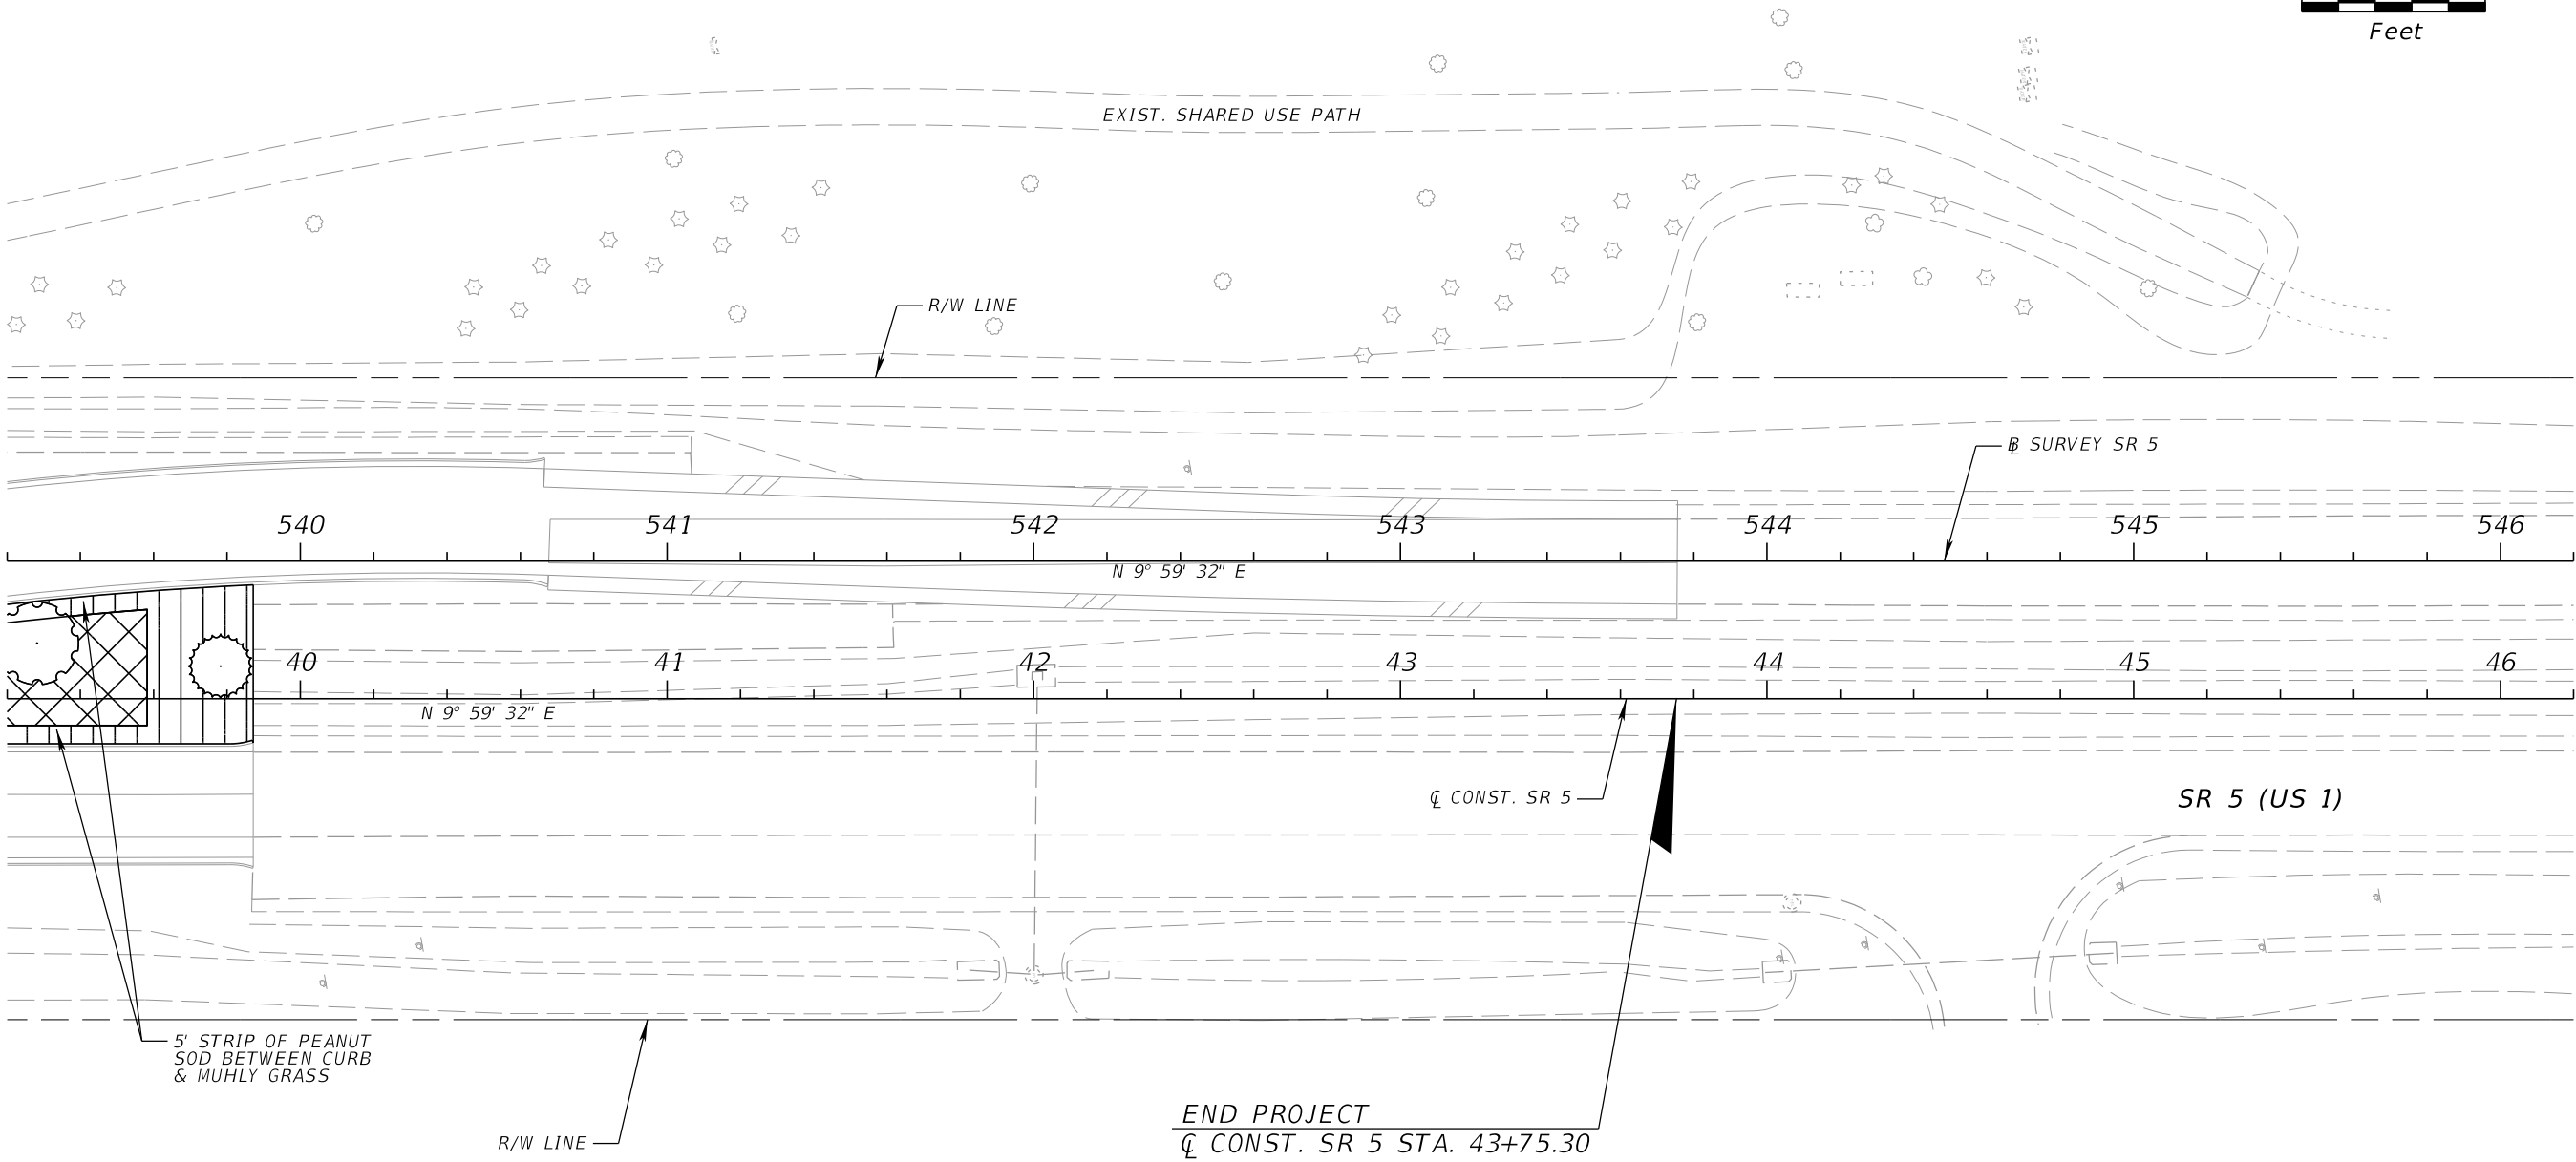 Feet
EXIST. SHARED USE PATH
R/W LINE
℄ SURVEY SR 5
540 541 542 543 544 545 546
N 9° 59' 32" E
40 41 42 43 44 45 46
N 9° 59' 32" E
℄ CONST. SR 5
SR 5 (US 1)
5' STRIP OF PEANUT
SOD BETWEEN CURB
& MUHLY GRASS
R/W LINE
END PROJECT
℄ CONST. SR 5 STA. 43+75.30